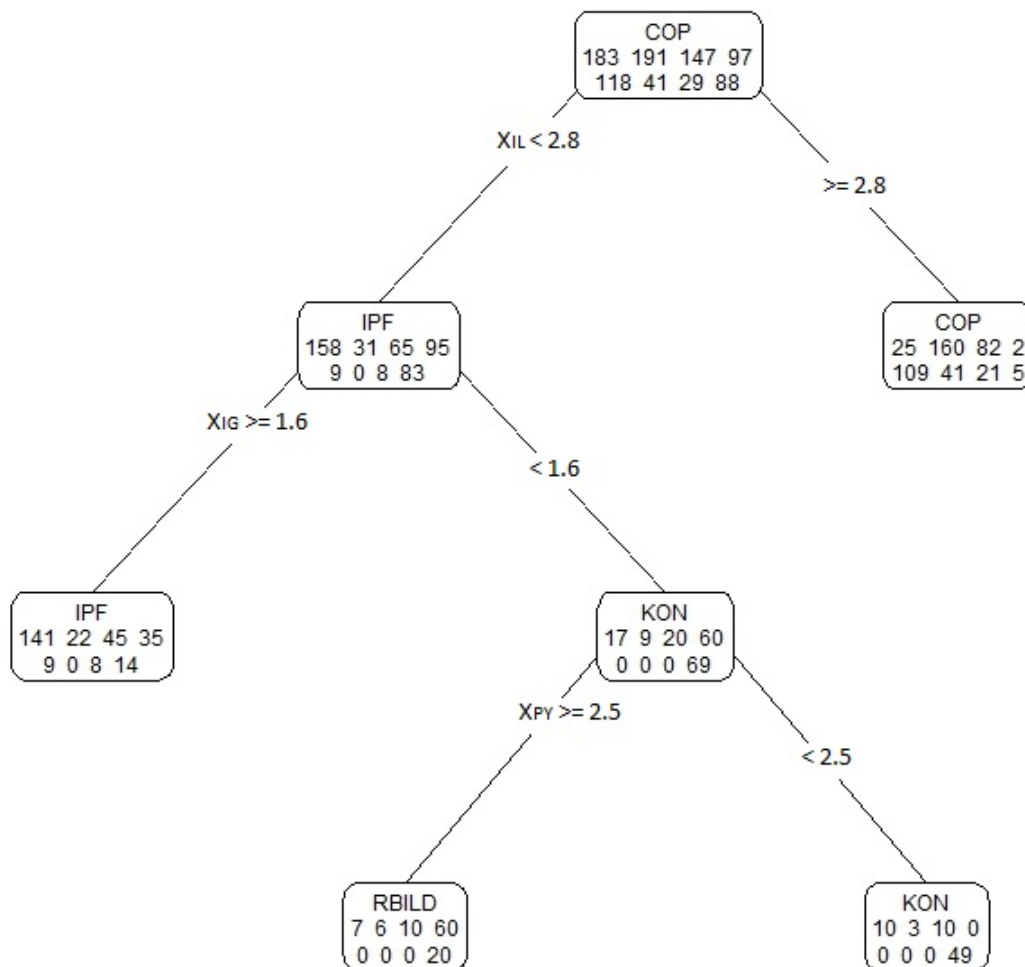 COP
183 191 147 97
118 41 29 88
XIL < 2.8
>= 2.8
IPF
158 31 65 95
9 0 8 83
COP
25 160 82 2
109 41 21 5
XIG >= 1.6
< 1.6
IPF
141 22 45 35
9 0 8 14
KON
17 9 20 60
0 0 0 69
XPY >= 2.5
< 2.5
RBILD
7 6 10 60
0 0 0 20
KON
10 3 10 0
0 0 0 49